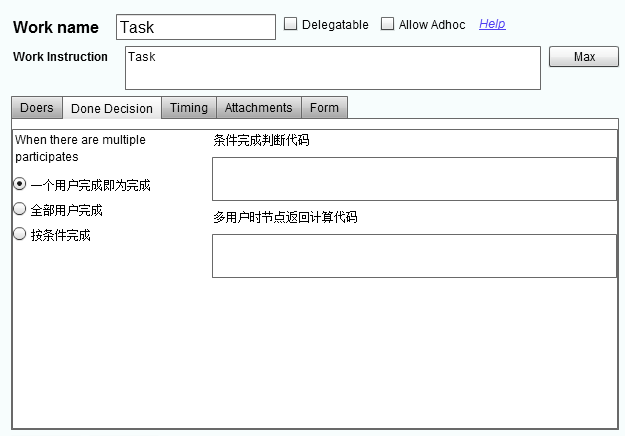 Work name Task Delegatable Allow Adhoc Help
Work Instruction Task Max
Doers Done Decision Timing Attachments Form
When there are multiple
participates
一个用户完成即为完成
全部用户完成
按条件完成
条件完成判断代码
多用户时节点返回计算代码